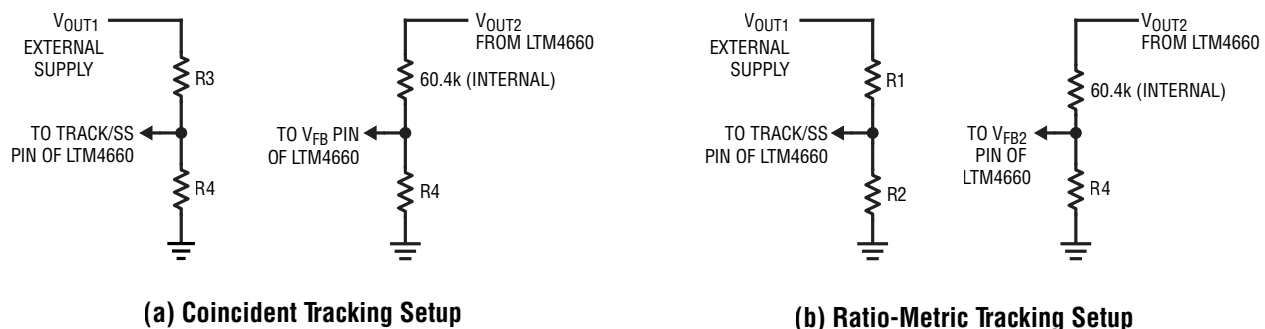 VOUT1
EXTERNAL
SUPPLY
R3
TO TRACK/SS
PIN OF LTM4660
R4
VOUT2
FROM LTM4660
60.4k (INTERNAL)
TO VFB PIN
OF LTM4660
R4
(a) Coincident Tracking Setup
VOUT1
EXTERNAL
SUPPLY
R1
TO TRACK/SS
PIN OF LTM4660
R2
VOUT2
FROM LTM4660
60.4k (INTERNAL)
TO VFB2
PIN OF
LTM4660
R4
(b) Ratio-Metric Tracking Setup